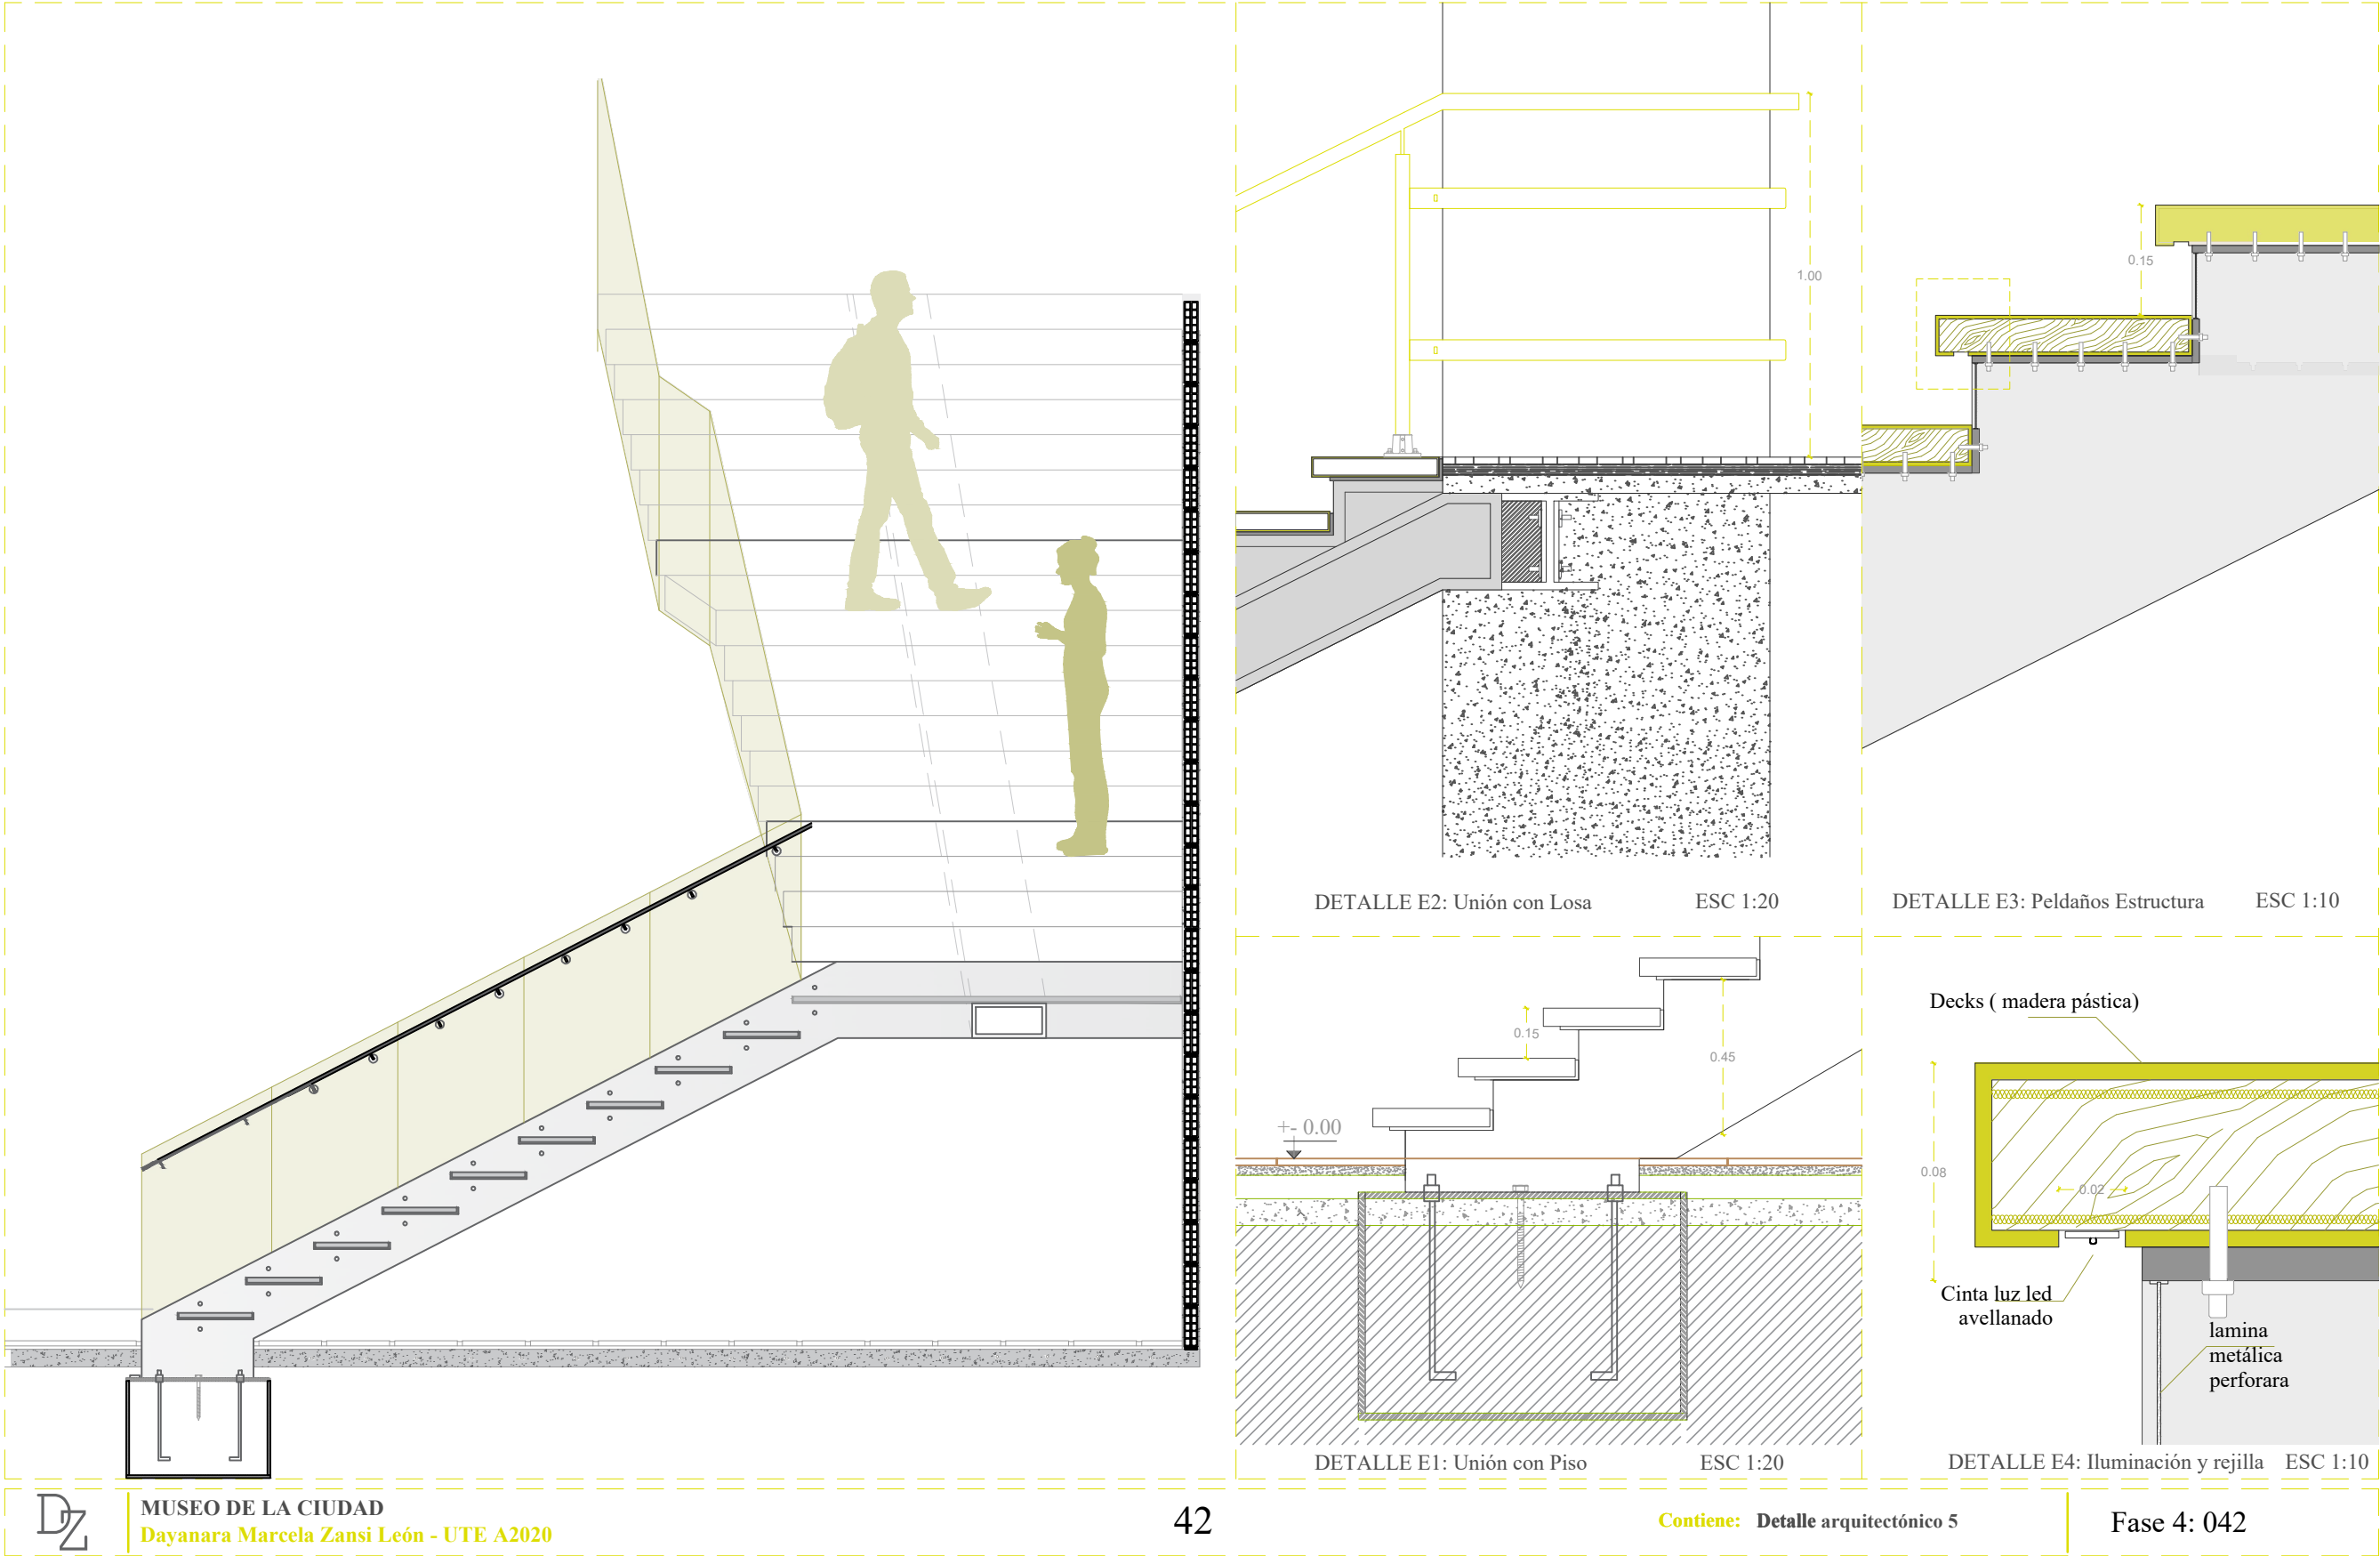 1.00
0.15
DETALLE E2: Unión con Losa ESC 1:20
DETALLE E3: Peldaños Estructura ESC 1:10
0.15
0.45
+- 0.00
DETALLE E1: Unión con Piso ESC 1:20
Decks ( madera pástica)
0.08
0.02
Cinta luz led
avellanado
lamina
metálica
perforara
DETALLE E4: Iluminación y rejilla ESC 1:10
DZ
MUSEO DE LA CIUDAD
Dayanara Marcela Zansi León - UTE A2020
42
Contiene: Detalle arquitectónico 5
Fase 4: 042